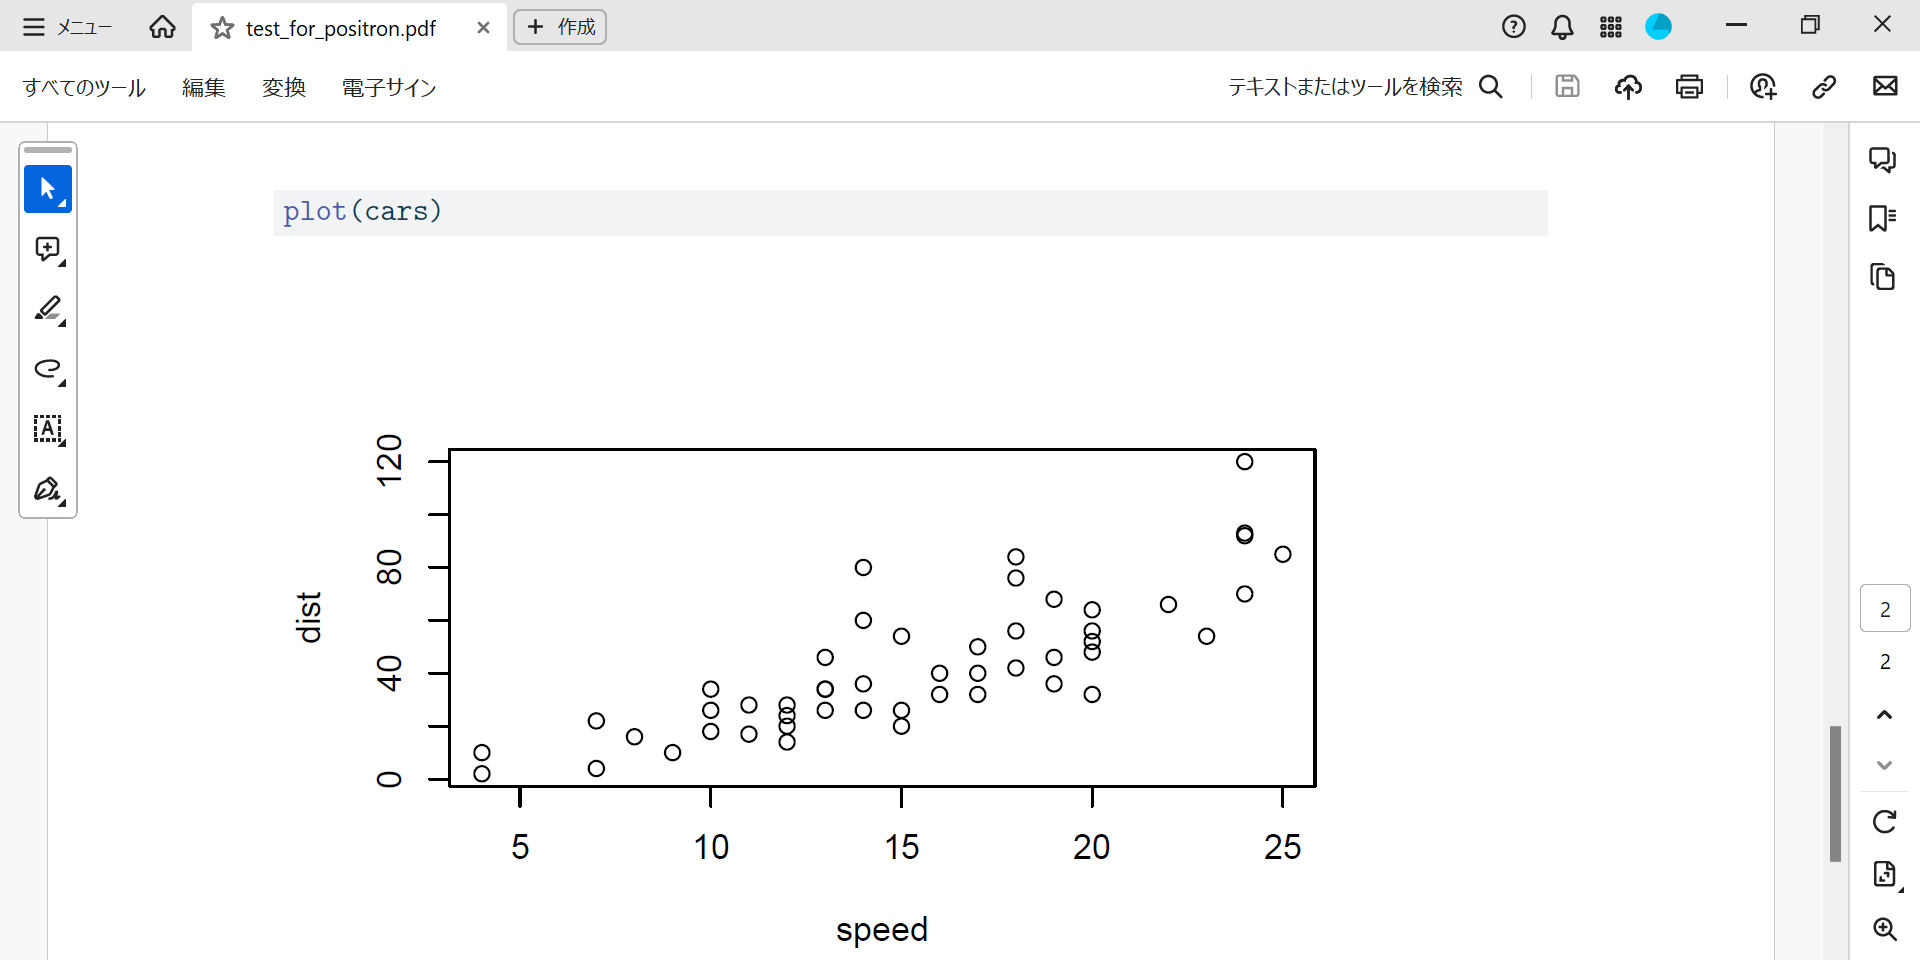 メニュー
test_for_positron.pdf
作成
すべてのツール 編集 変換 電子サイン
テキストまたはツールを検索
plot(cars)
120
80
40
0
dist
5 10 15 20 25
speed
2
2